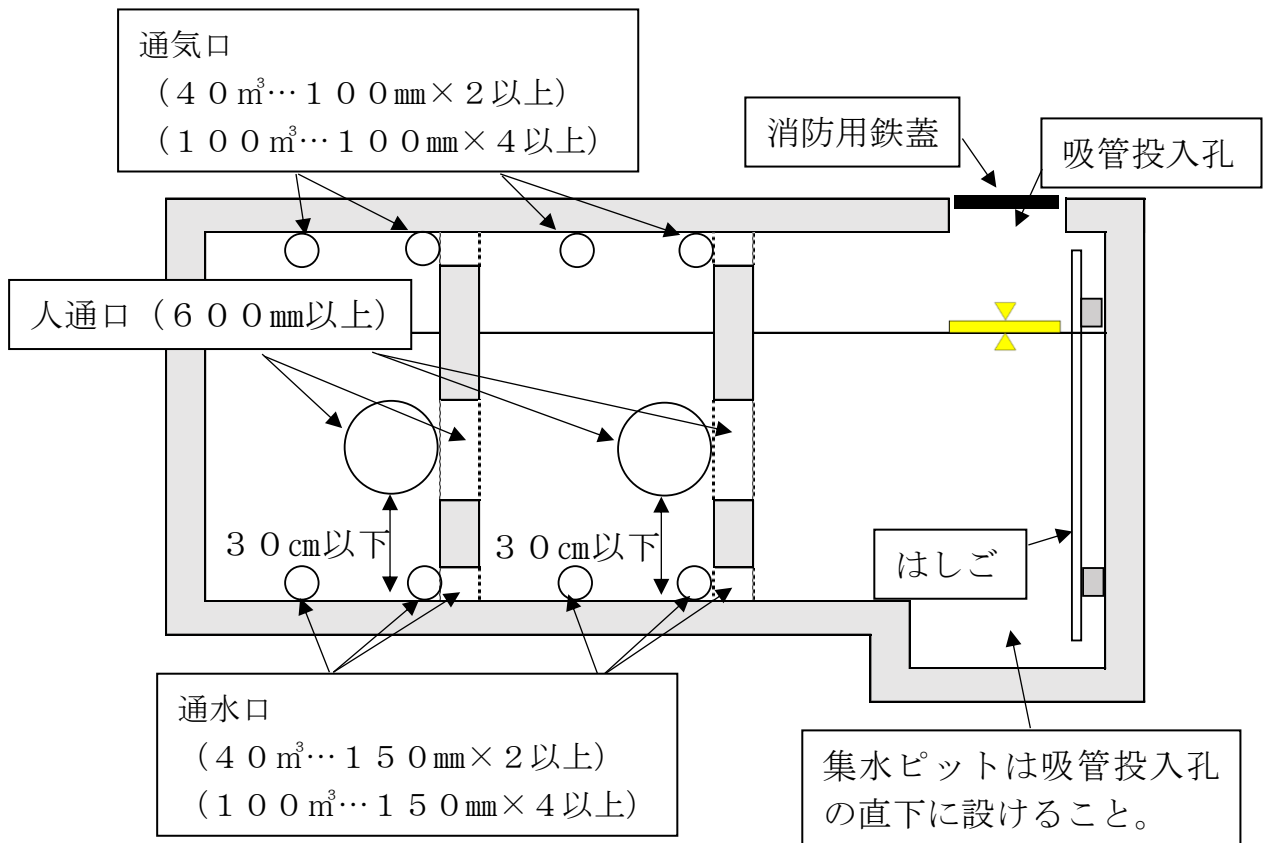 通気口
（４０㎥…１００㎜×２以上）
（１００㎥…１００㎜×４以上）
消防用鉄蓋
吸管投入孔
人通口（６００㎜以上）
３０㎝以下
３０㎝以下
はしご
通水口
（４０㎥…１５０㎜×２以上）
（１００㎥…１５０㎜×４以上）
集水ピットは吸管投入孔
の直下に設けること。